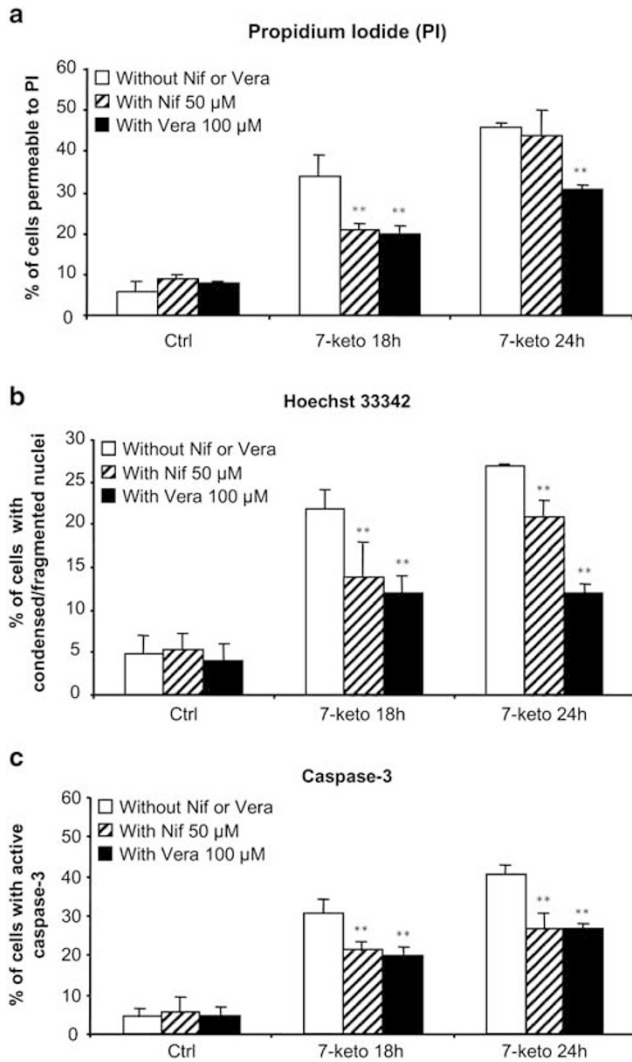 a
Propidium Iodide (PI)
% of cells permeable to PI
60
50
40
30
20
10
0
Without Nif or Vera
With Nif 50 µM
With Vera 100 µM
** **
**
Ctrl 7-keto 18h 7-keto 24h
b
Hoechst 33342
% of cells with
condensed/fragmented nuclei
30
25
20
15
10
5
0
Without Nif or Vera
With Nif 50 µM
With Vera 100 µM
**
**
**
**
Ctrl 7-keto 18h 7-keto 24h
c
Caspase-3
% of cells with active
caspase-3
60
50
40
30
20
10
0
Without Nif or Vera
With Nif 50 µM
With Vera 100 µM
** **
** **
Ctrl 7-keto 18h 7-keto 24h